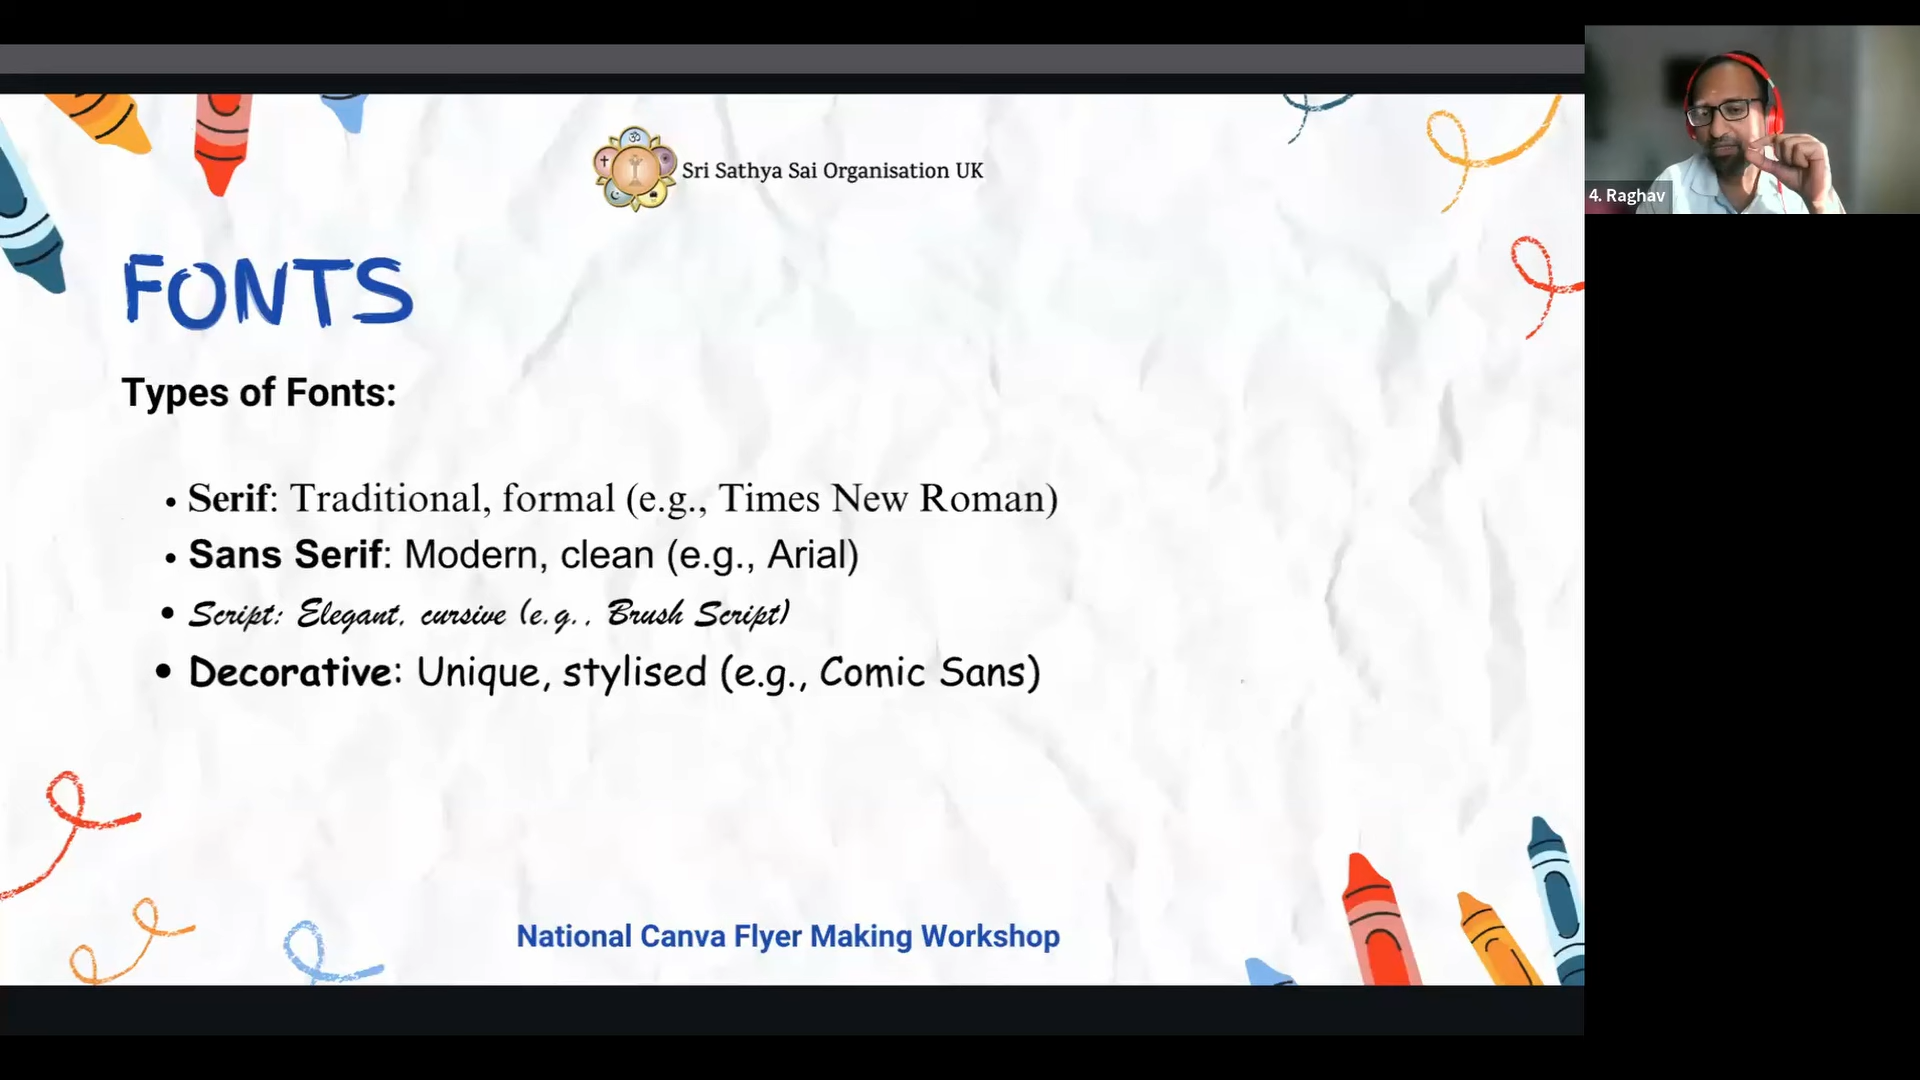 Sri Sathya Sai Organisation UK
4. Raghav
FONTS
Types of Fonts:
• Serif: Traditional, formal (e.g., Times New Roman)
• Sans Serif: Modern, clean (e.g., Arial)
• Script: Elegant, cursive (e.g., Brush Script)
• Decorative: Unique, stylised (e.g., Comic Sans)
National Canva Flyer Making Workshop